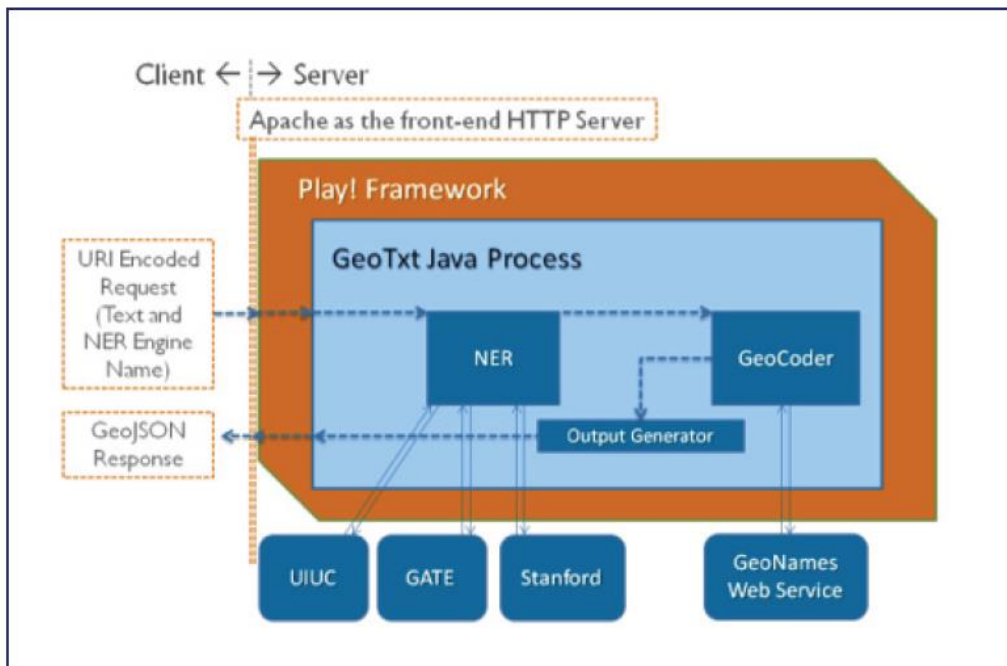 Client ← → Server
Apache as the front-end HTTP Server
Play! Framework
GeoTxt Java Process
URI Encoded
Request
(Text and
NER Engine
Name)
NER
GeoCoder
Output Generator
GeoJSON
Response
UIUC
GATE
Stanford
GeoNames
Web Service